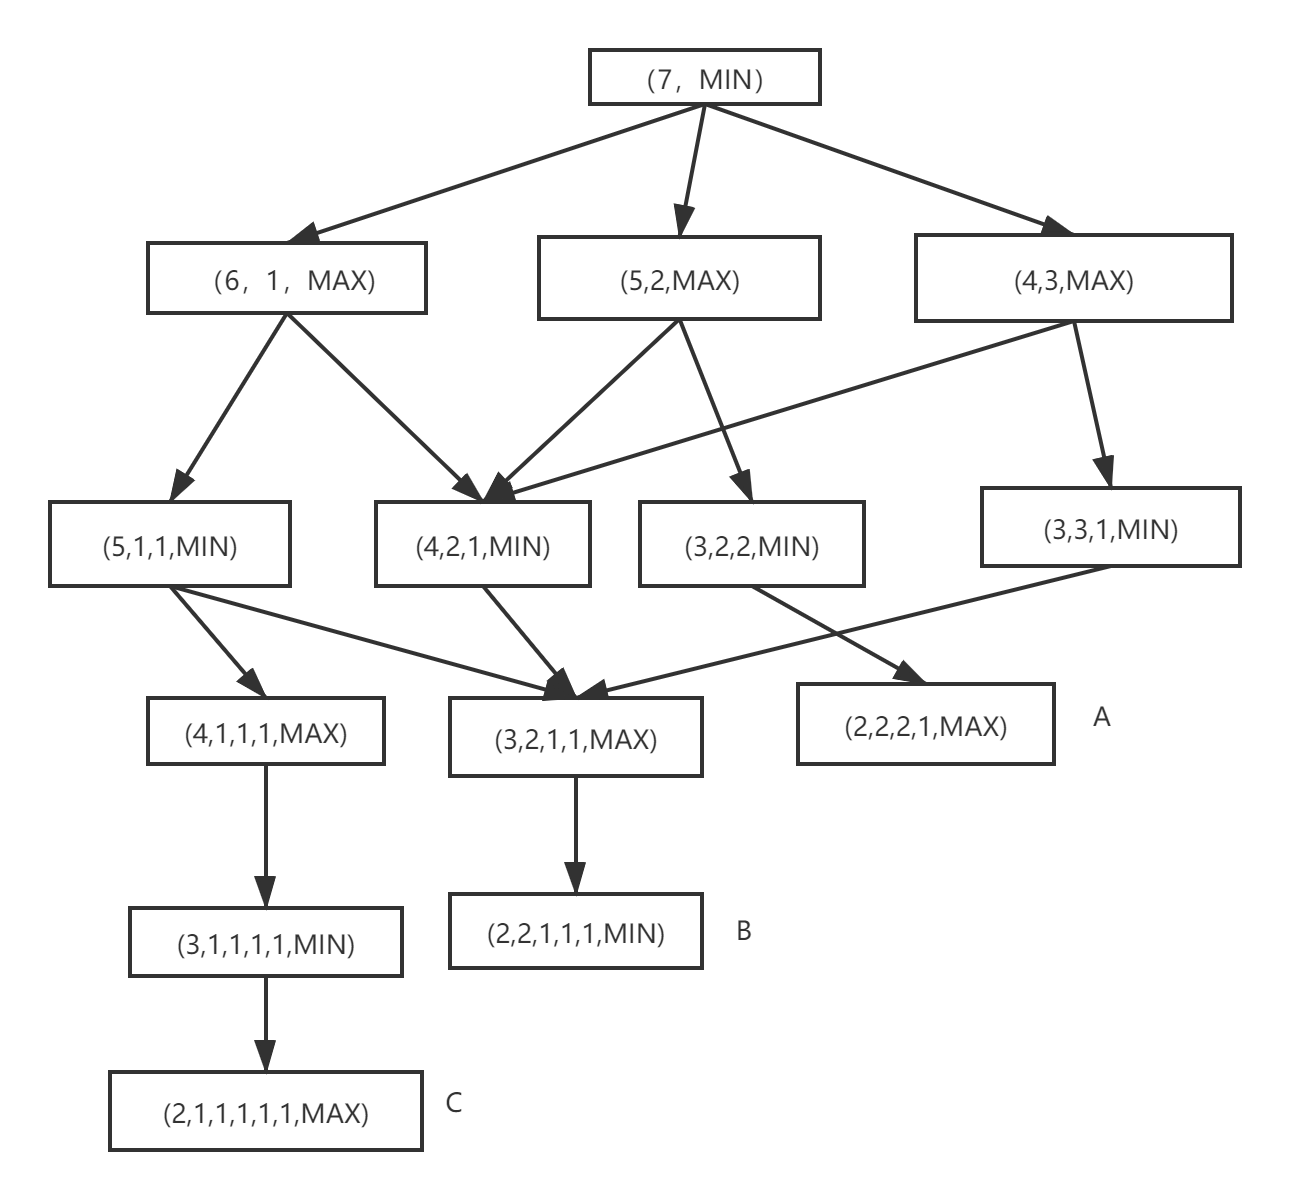 (7，MIN)
(6，1，MAX)
(5,2,MAX)
(4,3,MAX)
(5,1,1,MIN)
(4,2,1,MIN)
(3,2,2,MIN)
(3,3,1,MIN)
(4,1,1,1,MAX)
(3,2,1,1,MAX)
(2,2,2,1,MAX)
A
(3,1,1,1,1,MIN)
(2,2,1,1,1,MIN)
B
(2,1,1,1,1,1,MAX)
C